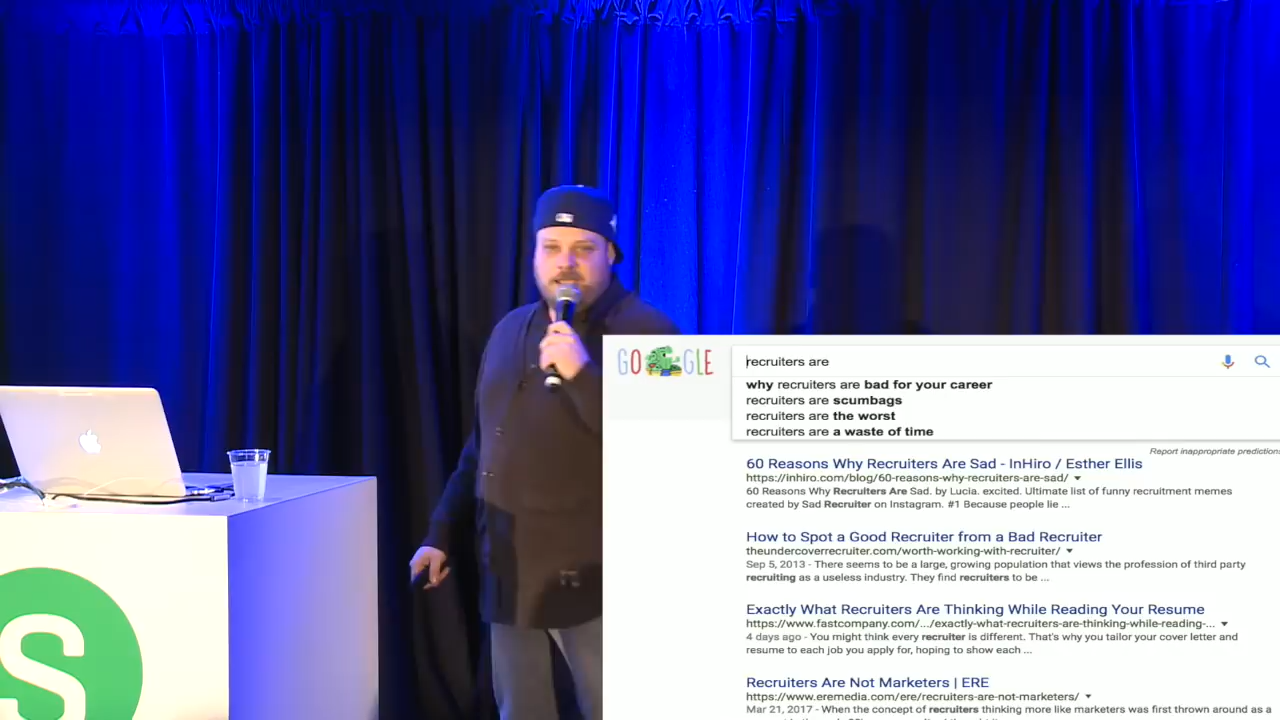 GO GLE
recruiters are
why recruiters are bad for your career
recruiters are scumbags
recruiters are the worst
recruiters are a waste of time
Report inappropriate predictions
60 Reasons Why Recruiters Are Sad - InHiro / Esther Ellis
https://inhiro.com/blog/60-reasons-why-recruiters-are-sad/
60 Reasons Why Recruiters Are Sad. by Lucia. excited. Ultimate list of funny recruitment memes
created by Sad Recruiter on Instagram. #1 Because people lie ...
How to Spot a Good Recruiter from a Bad Recruiter
theundercoverrecruiter.com/worth-working-with-recruiter/
Sep 5, 2013 - There seems to be a large, growing population that views the profession of third party
recruiting as a useless industry. They find recruiters to be ...
Exactly What Recruiters Are Thinking While Reading Your Resume
https://www.fastcompany.com/.../exactly-what-recruiters-are-thinking-while-reading-...
4 days ago - You might think every recruiter is different. That's why you tailor your cover letter and
resume to each job you apply for, hoping to show each ...
Recruiters Are Not Marketers | ERE
https://www.eremedia.com/ere/recruiters-are-not-marketers/
Mar 21, 2017 - When the concept of recruiters thinking more like marketers was first thrown around as a
S